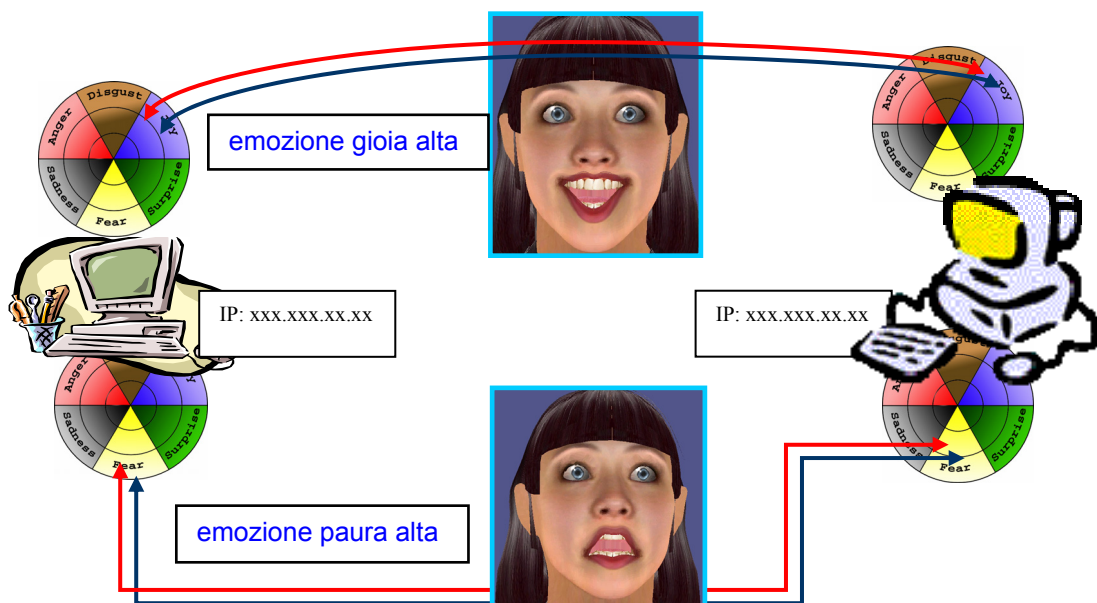 Disgust
Anger
Joy
Sadness
Surprise
Fear
Disgust
Anger
Joy
Sadness
Surprise
Fear
emozione gioia alta
IP: xxx.xxx.xx.xx
IP: xxx.xxx.xx.xx
Anger
Sadness
Surprise
Fear
Sadness
Surprise
Fear
emozione paura alta